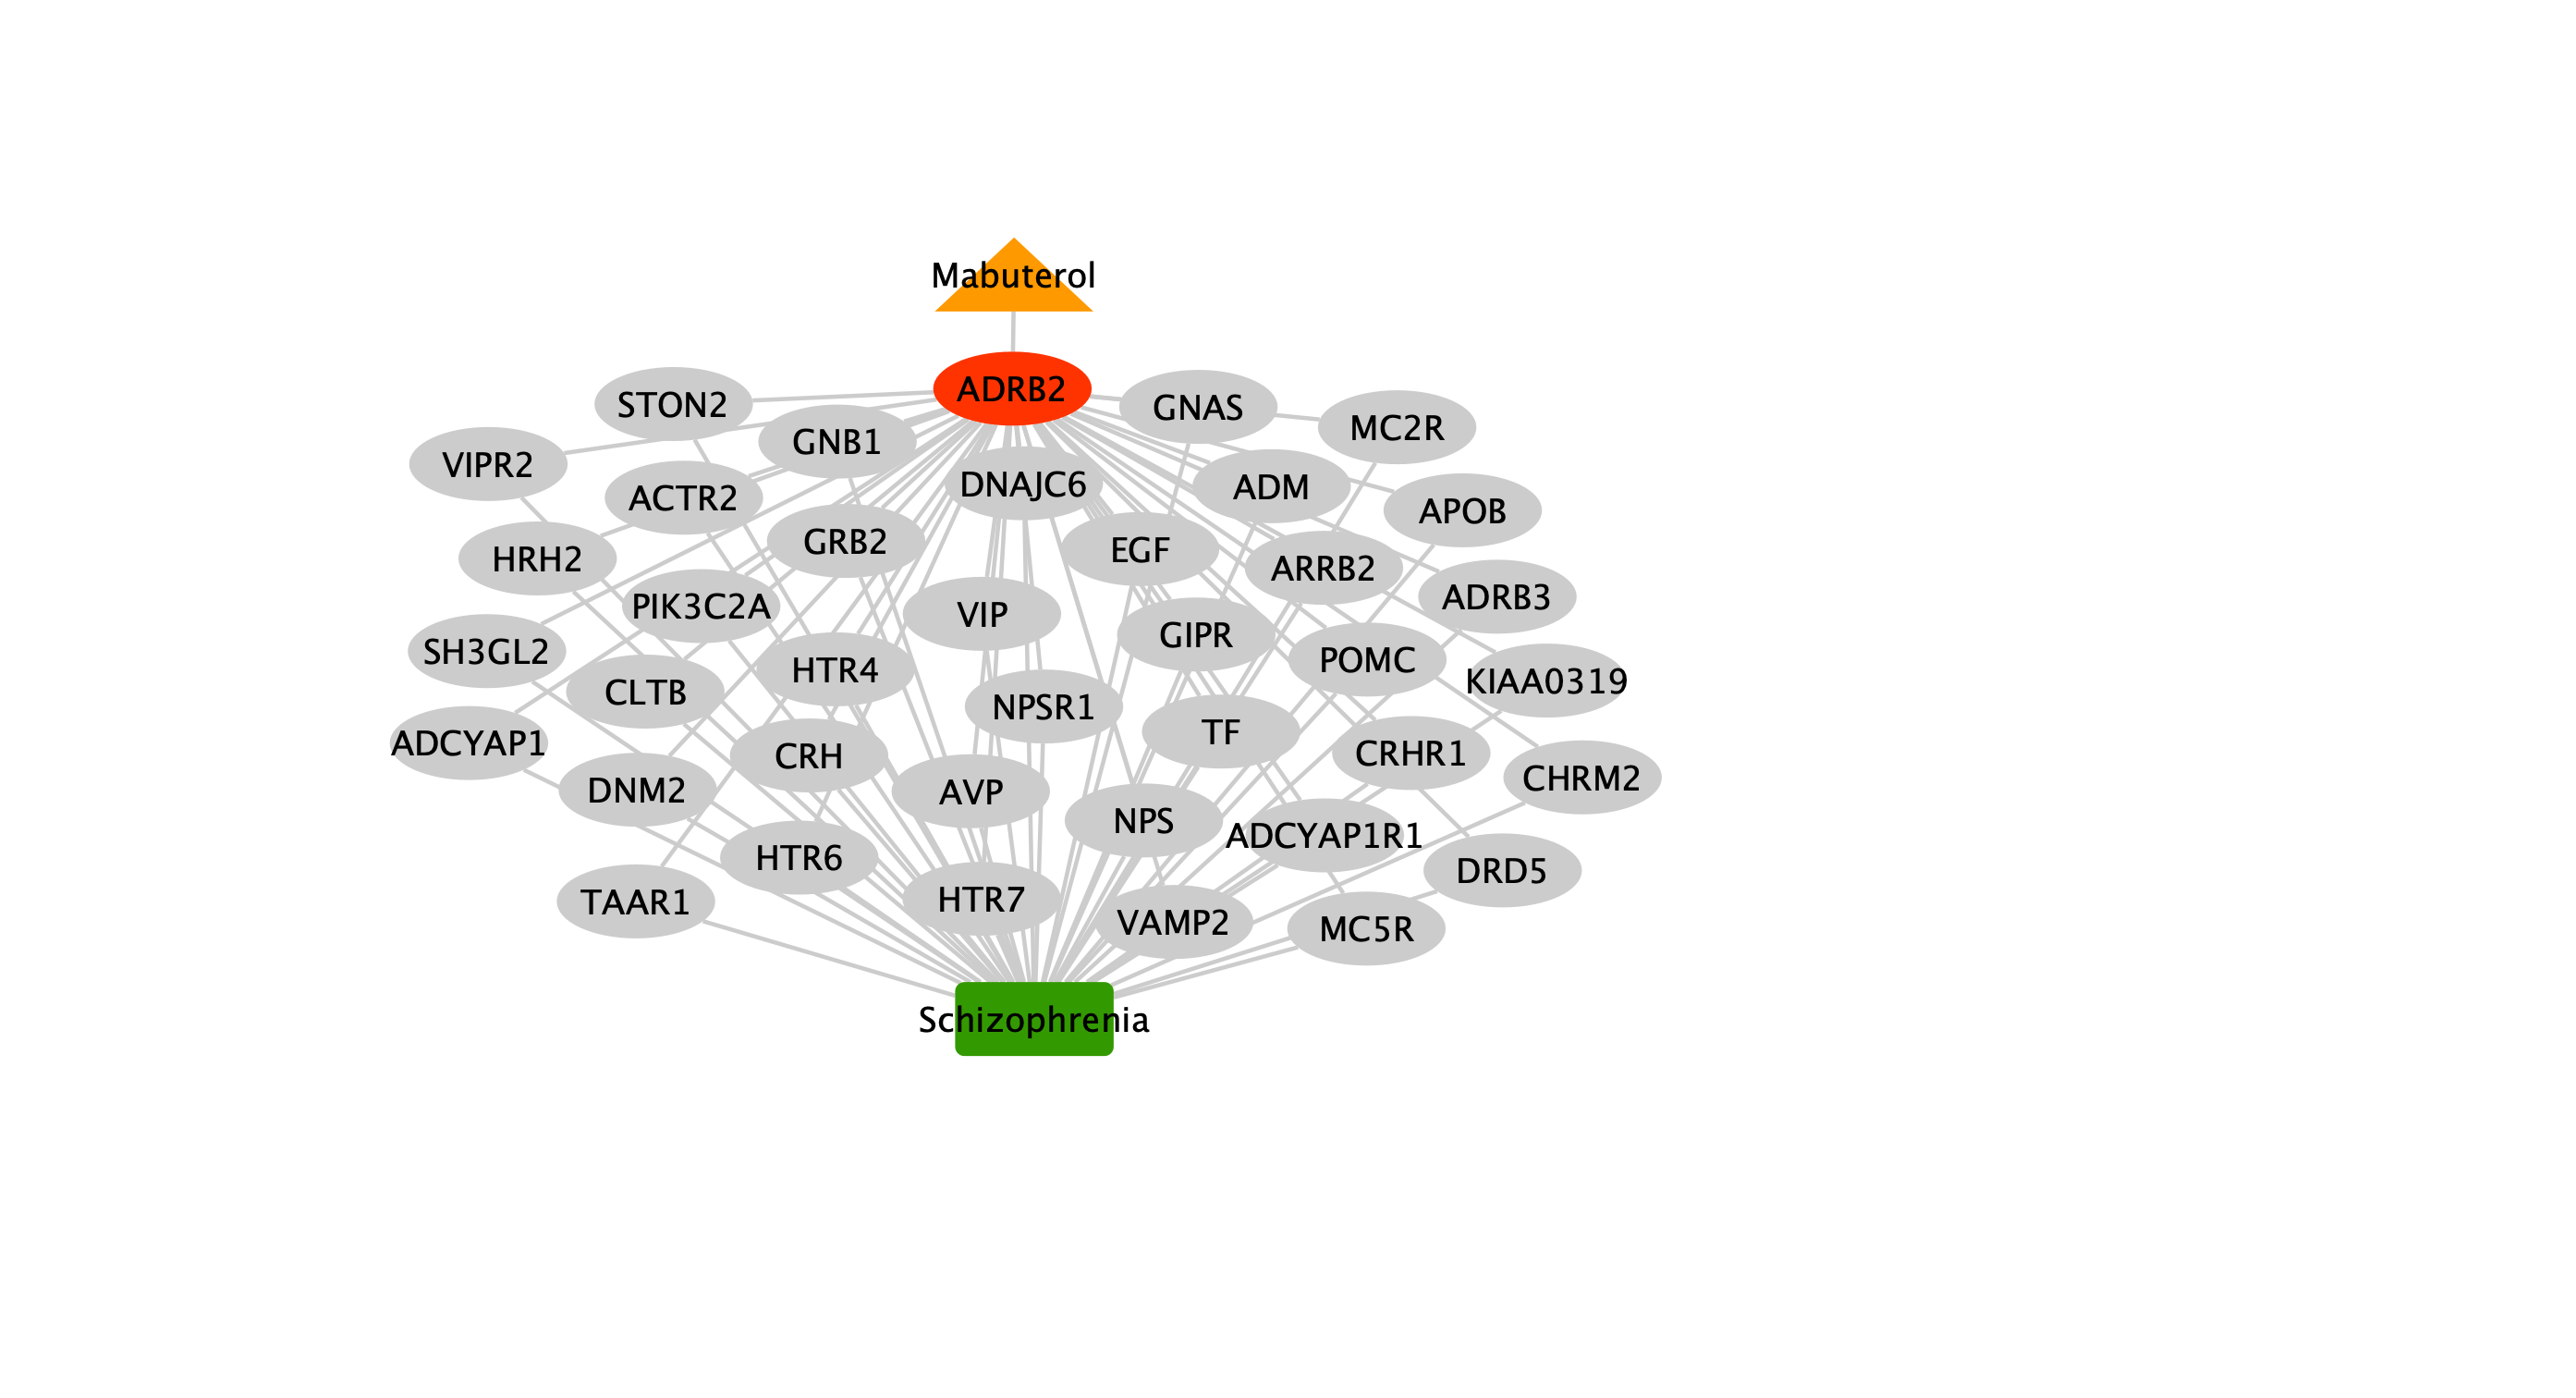 Mabuterol
ADRB2
STON2
GNAS
MC2R
GNB1
VIPR2
DNAJC6
ADM
ACTR2
APOB
GRB2
EGF
HRH2
ARRB2
ADRB3
PIK3C2A
VIP
GIPR
SH3GL2
POMC
HTR4
KIAA0319
CLTB
NPSR1
TF
ADCYAP1
CRH
CRHR1
CHRM2
DNM2
AVP
NPS
ADCYAP1R1
HTR6
DRD5
TAAR1
HTR7
VAMP2
MC5R
Schizophrenia